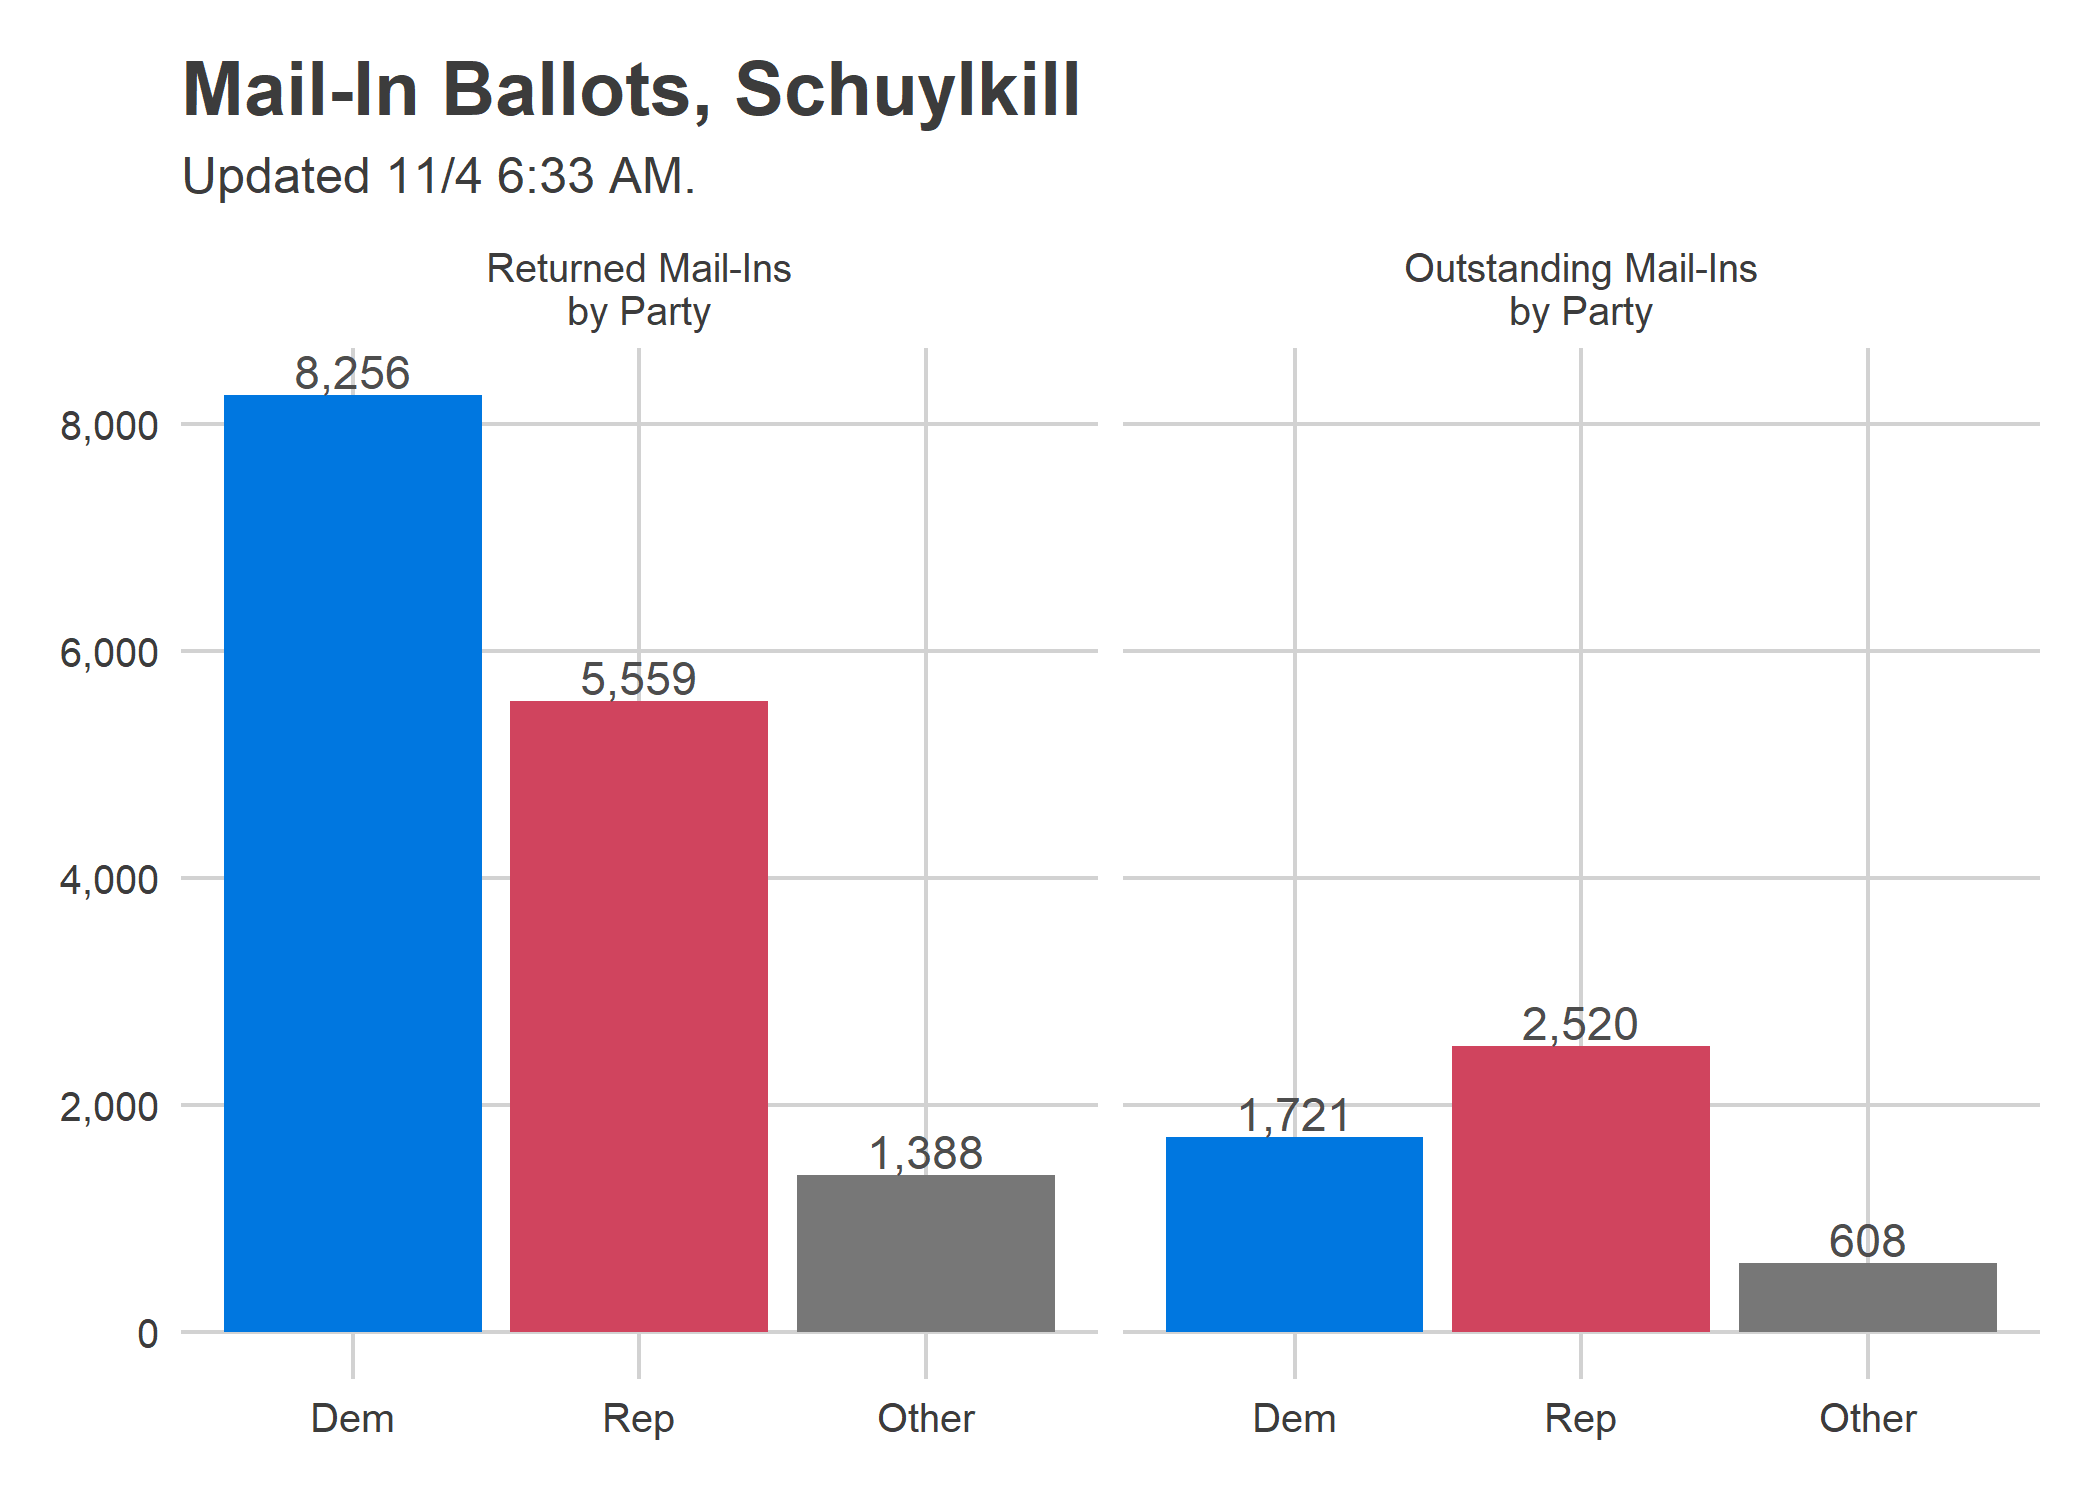 Mail-In Ballots, Schuylkill
Updated 11/4 6:33 AM.
Returned Mail-Ins
by Party
Outstanding Mail-Ins
by Party
8,000
6,000
4,000
2,000
0
8,256
5,559
1,388
1,721
2,520
608
Dem
Rep
Other
Dem
Rep
Other